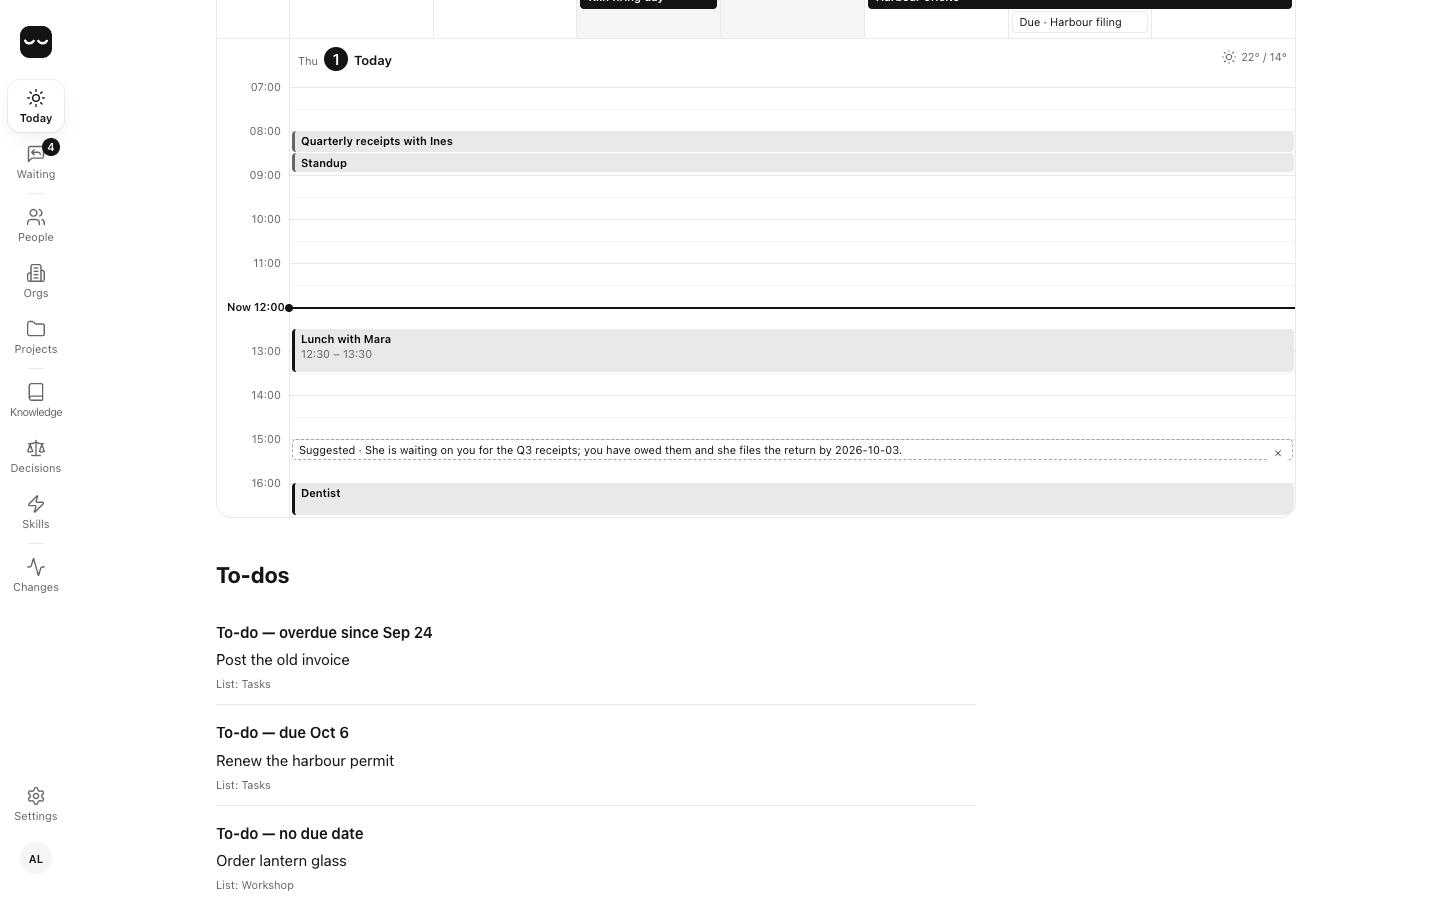 Due · Harbour filing
Thu 1 Today
22° / 14°
07:00
08:00
Quarterly receipts with Ines
Standup
09:00
10:00
11:00
Now 12:00
Lunch with Mara
12:30 – 13:30
13:00
14:00
15:00
Suggested · She is waiting on you for the Q3 receipts; you have owed them and she files the return by 2026-10-03.
×
16:00
Dentist
Today
4
Waiting
People
Orgs
Projects
Knowledge
Decisions
Skills
Changes
Settings
AL
To-dos
To-do — overdue since Sep 24
Post the old invoice
List: Tasks
To-do — due Oct 6
Renew the harbour permit
List: Tasks
To-do — no due date
Order lantern glass
List: Workshop